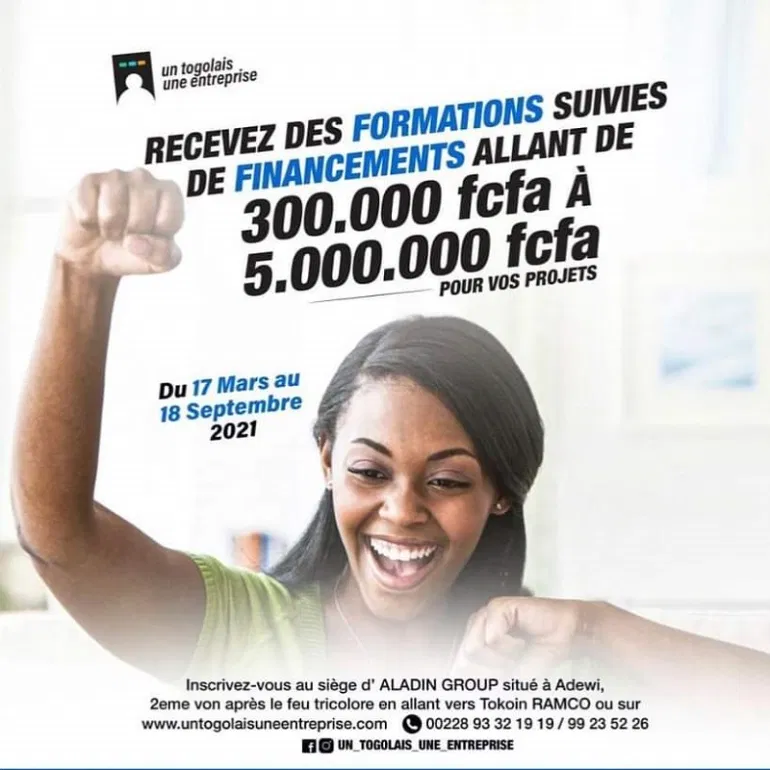 un togolais
une entreprise
RECEVEZ DES FORMATIONS SUIVIES
DE FINANCEMENTS ALLANT DE
300.000 fcfa À
5.000.000 fcfa
POUR VOS PROJETS
Du 17 Mars au
18 Septembre
2021
Inscrivez-vous au siège d' ALADIN GROUP situé à Adewi,
2eme von après le feu tricolore en allant vers Tokoin RAMCO ou sur
www.untogolaisuneentreprise.com 00228 93 32 19 19 / 99 23 52 26
UN_TOGOLAIS_UNE_ENTREPRISE